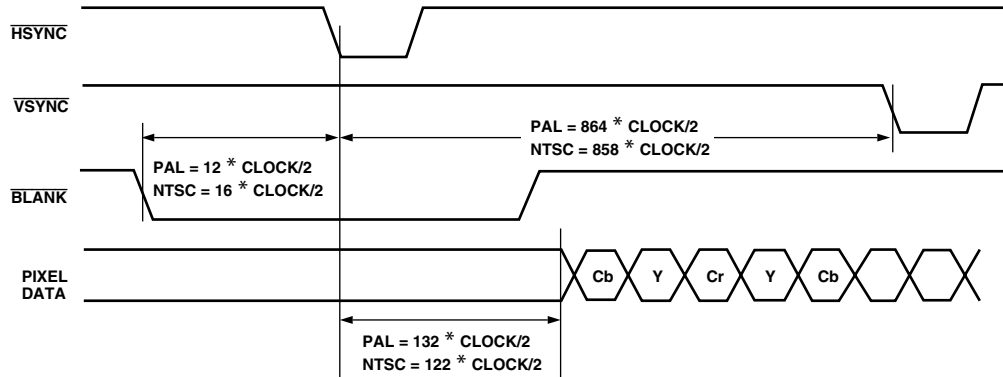 HSYNC
VSYNC
PAL = 864 * CLOCK/2
NTSC = 858 * CLOCK/2
PAL = 12 * CLOCK/2
NTSC = 16 * CLOCK/2
BLANK
PIXEL
DATA
Cb Y Cr Y Cb
PAL = 132 * CLOCK/2
NTSC = 122 * CLOCK/2